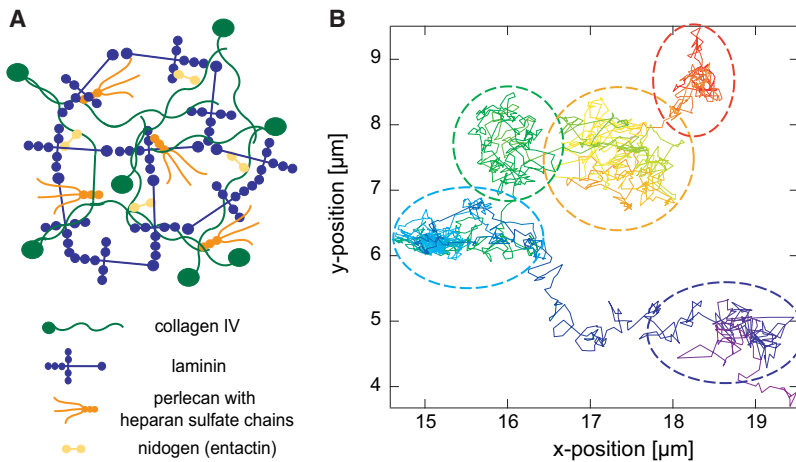 A
collagen IV
laminin
perlecan with
heparan sulfate chains
nidogen (entactin)
B
y-position [µm]
9
8
7
6
5
4
15 16 17 18 19
x-position [µm]